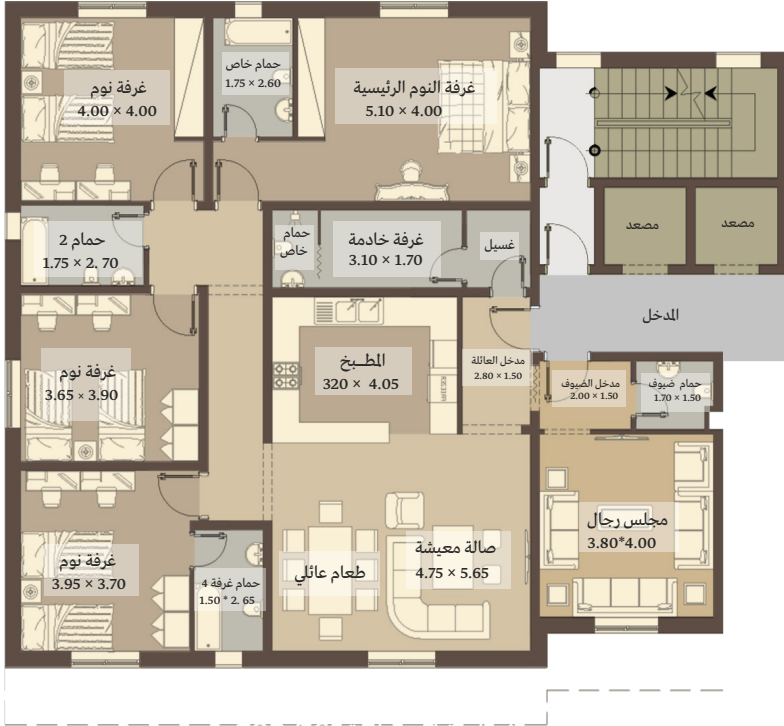 غرفة نوم
4.00 × 4.00
حمام خاص
1.75 × 2.60
غرفة النوم الرئيسية
5.10 × 4.00
حمام 2
1.75 × 2.70
حمام
خاص
غرفة خادمة
3.10 × 1.70
غسيل
مصعد
مصعد
المدخل
غرفة نوم
3.65 × 3.90
المطـبخ
320 × 4.05
مدخل العائلة
2.80 × 1.50
مدخل الضيوف
2.00 × 1.50
حمام ضيوف
1.70 × 1.50
غرفة نوم
3.95 × 3.70
حمام غرفة 4
1.50 * 2.65
طعام عائلي
صالة معيشة
4.75 × 5.65
مجلس رجال
3.80*4.00